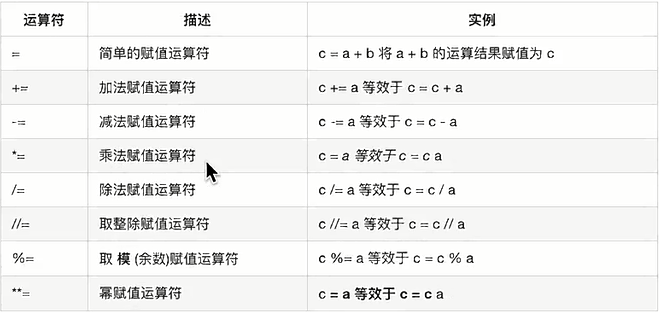 运算符 描述 实例
= 简单的赋值运算符 c = a + b 将 a + b 的运算结果赋值为 c
+= 加法赋值运算符 c += a 等效于 c = c + a
-= 减法赋值运算符 c -= a 等效于 c = c - a
*= 乘法赋值运算符 c = a 等效于 c = c a
/= 除法赋值运算符 c /= a 等效于 c = c / a
//= 取整除赋值运算符 c //= a 等效于 c = c // a
%= 取 模 (余数)赋值运算符 c %= a 等效于 c = c % a
**= 幂赋值运算符 c = a 等效于 c = c a